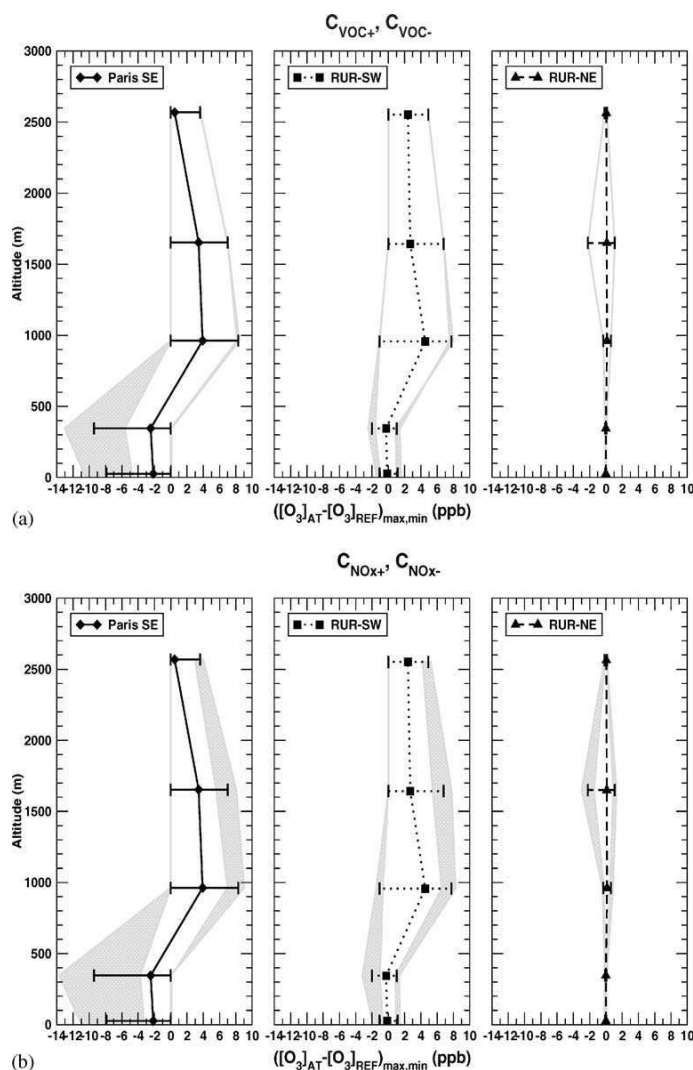 C_VOC+, C_VOC-
3000
2500
2000
1500
1000
500
0
Altitude (m)
Paris SE
RUR-SW
RUR-NE
-14-12-10 -8 -6 -4 -2 0 2 4 6 8 10
-14-12-10 -8 -6 -4 -2 0 2 4 6 8 10
-14-12-10 -8 -6 -4 -2 0 2 4 6 8 10
(a)
([O3]AT-[O3]REF)max,min (ppb)
C_NOx+, C_NOx-
3000
2500
2000
1500
1000
500
0
Altitude (m)
Paris SE
RUR-SW
RUR-NE
-14-12-10 -8 -6 -4 -2 0 2 4 6 8 10
-14-12-10 -8 -6 -4 -2 0 2 4 6 8 10
-14-12-10 -8 -6 -4 -2 0 2 4 6 8 10
(b)
([O3]AT-[O3]REF)max,min (ppb)